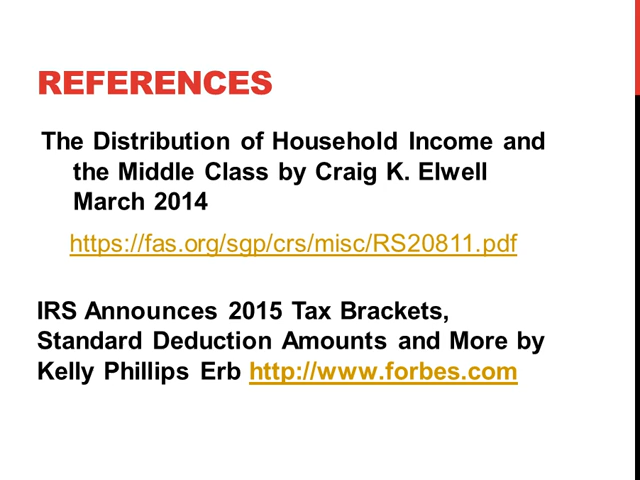 REFERENCES
The Distribution of Household Income and
the Middle Class by Craig K. Elwell
March 2014
https://fas.org/sgp/crs/misc/RS20811.pdf
IRS Announces 2015 Tax Brackets,
Standard Deduction Amounts and More by
Kelly Phillips Erb http://www.forbes.com